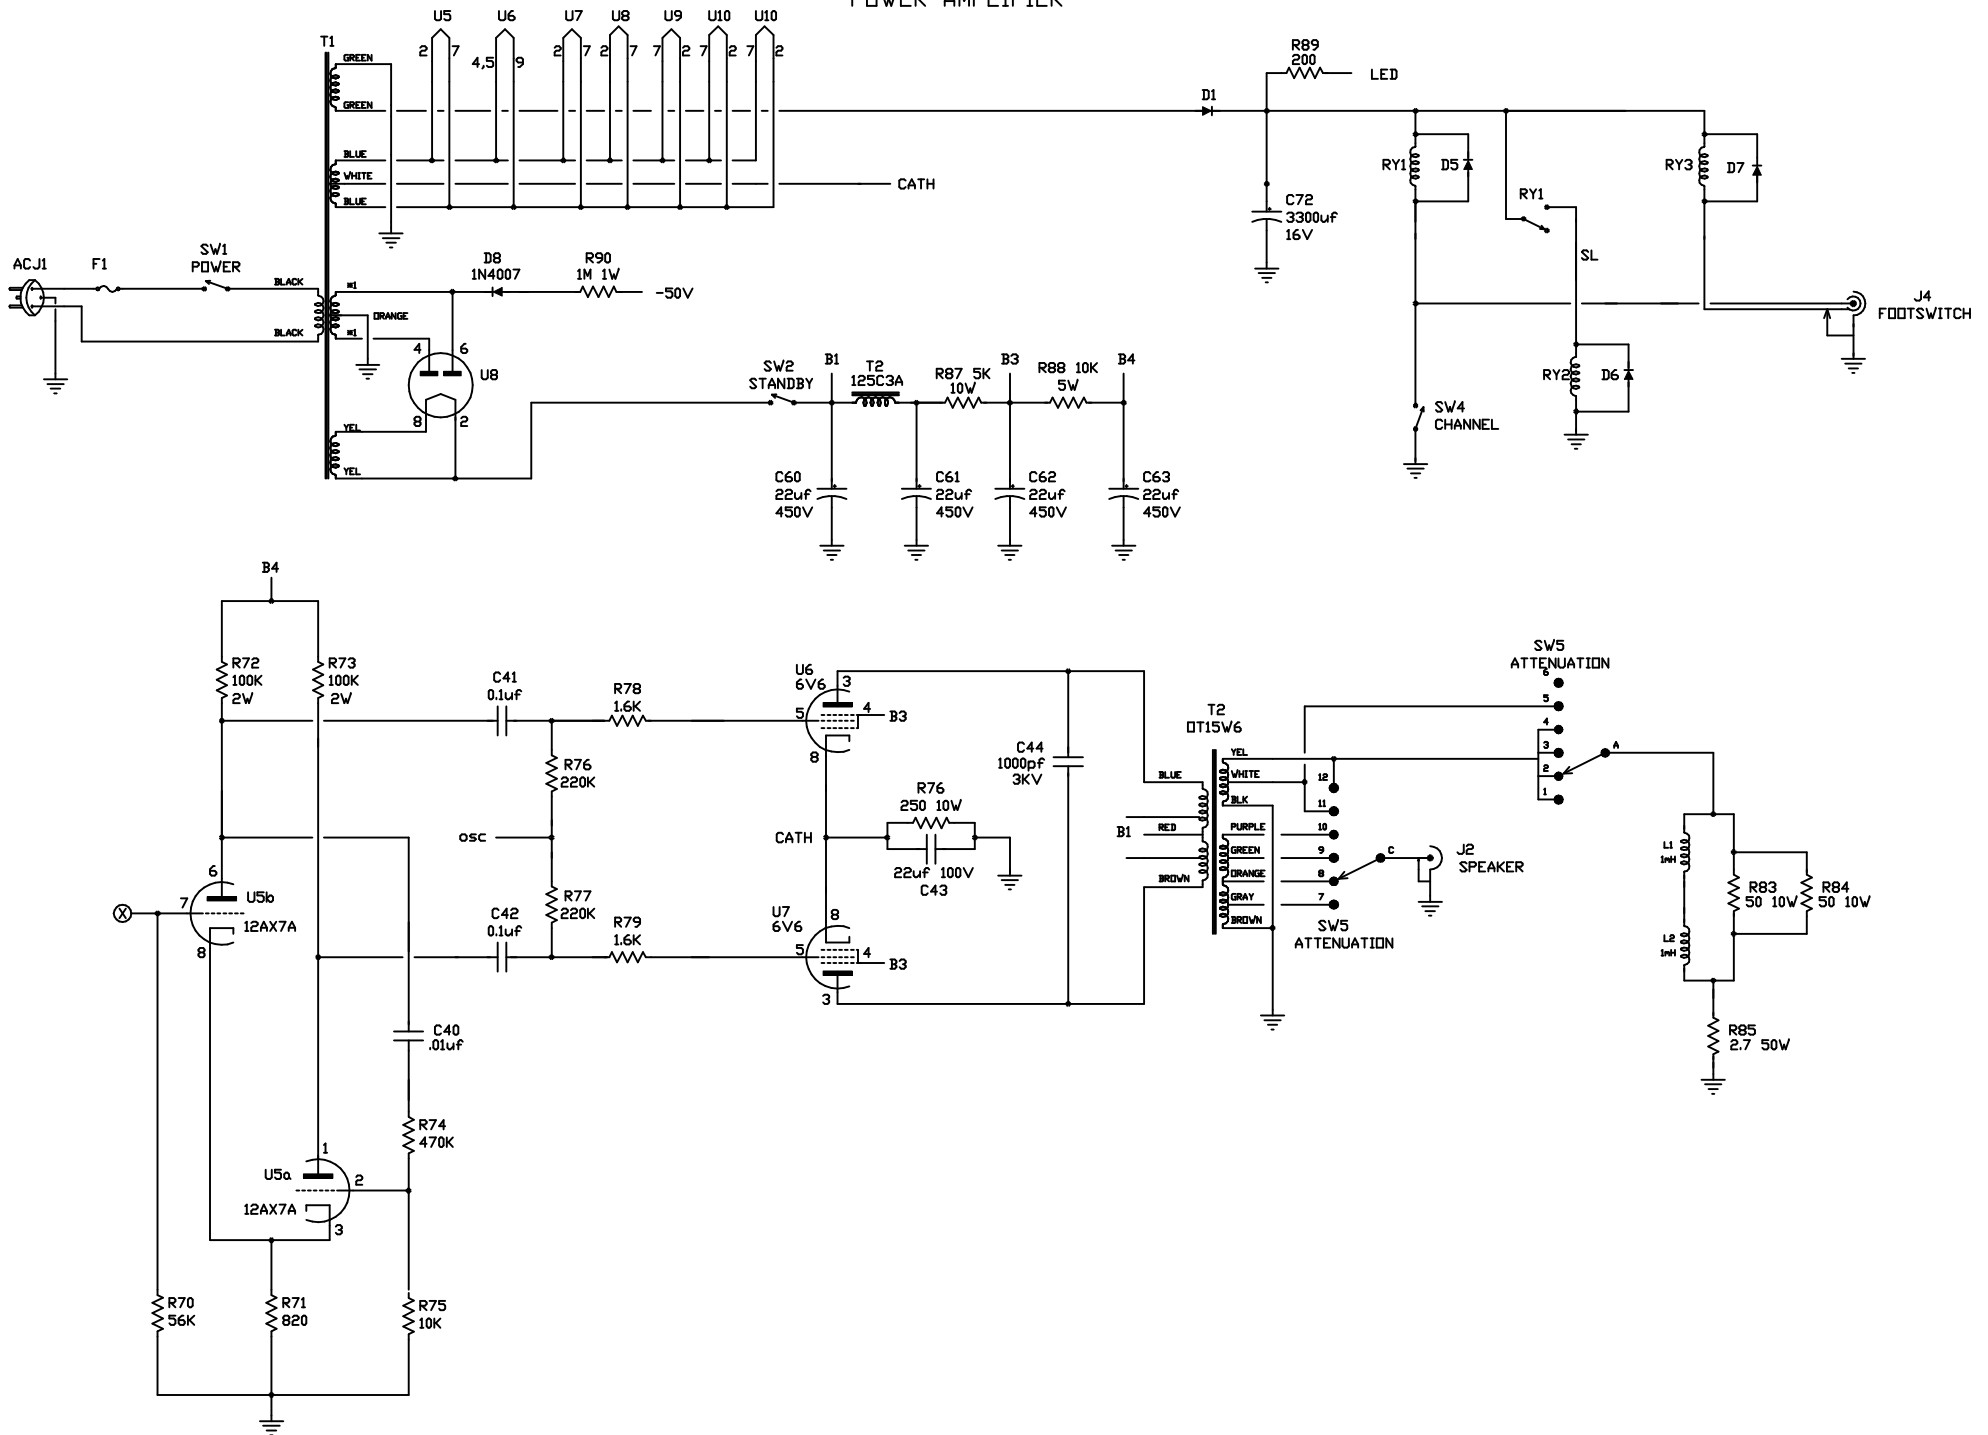 POWER AMPLIFIER
U5 U6 U7 U8 U9 U10 U10
2 7 4,5 9 2 7 2 7 7 2 7 2 7 2
T1
GREEN
GREEN
BLUE
WHITE
BLUE
CATH
D1
R89
200
LED
C72
3300uf
16V
RY1
D5
RY1
SL
RY3
D7
RY2
D6
J4
FOOTSWITCH
SW4
CHANNEL
ACJ1
F1
SW1
POWER
BLACK
BLACK
*1
ORANGE
*1
D8
1N4007
R90
1M 1W
-50V
4
6
U8
8
2
YEL
YEL
SW2
STANDBY
B1
T2
125C3A
R87 5K
10W
B3
R88 10K
5W
B4
C60
22uf
450V
C61
22uf
450V
C62
22uf
450V
C63
22uf
450V
B4
R72
100K
2W
R73
100K
2W
C41
0.1uf
R78
1.6K
R76
220K
osc
R77
220K
C42
0.1uf
R79
1.6K
6
7
U5b
12AX7A
8
X
C40
.01uf
R74
470K
1
U5a
2
12AX7A
3
R70
56K
R71
820
R75
10K
U6
6V6
3
5
4
B3
8
CATH
R76
250 10W
22uf 100V
C43
U7
6V6
8
5
4
B3
3
C44
1000pf
3KV
T2
OT15W6
BLUE
B1
RED
BROWN
YEL
WHITE
BLK
PURPLE
GREEN
ORANGE
GRAY
BROWN
12
11
10
9
8
7
C
SW5
ATTENUATION
J2
SPEAKER
SW5
ATTENUATION
6
5
4
3
2
1
A
L1
1mH
L2
1mH
R83
50 10W
R84
50 10W
R85
2.7 50W